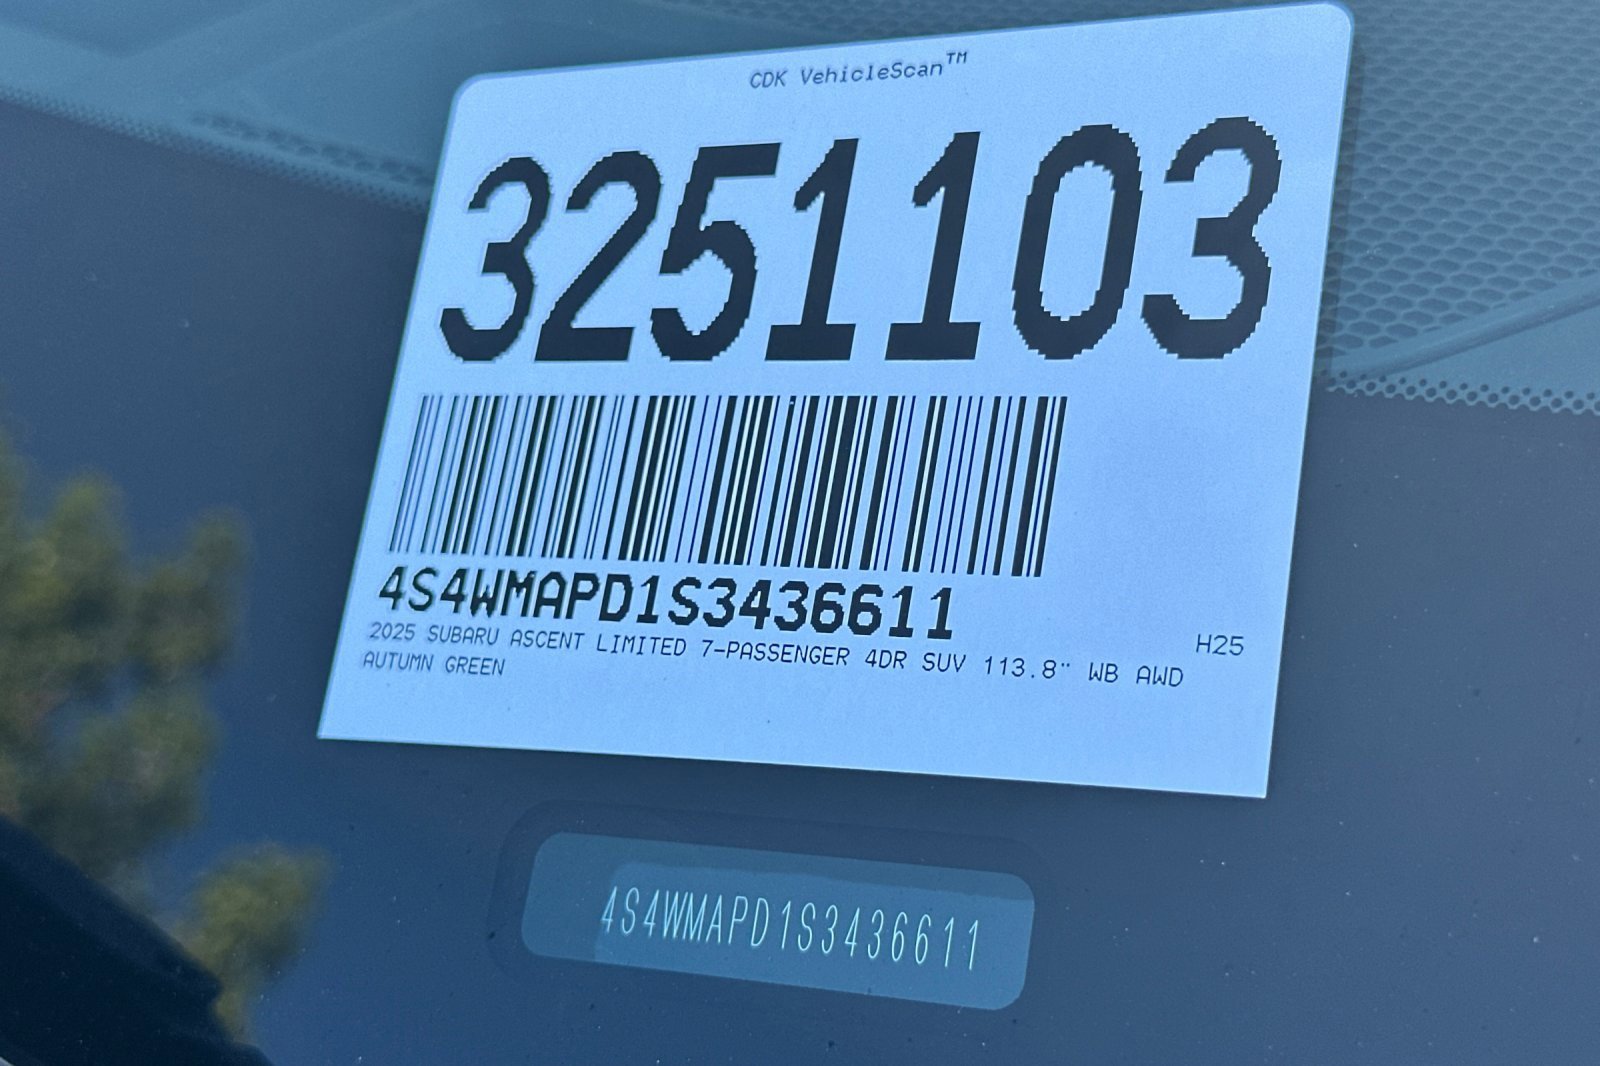 CDK VehicleScan™
3251103
4S4WMAPD1S3436611
2025 SUBARU ASCENT LIMITED 7-PASSENGER 4DR SUV 113.8" WB AWD
H25
AUTUMN GREEN
4S4WMAPD1S3436611